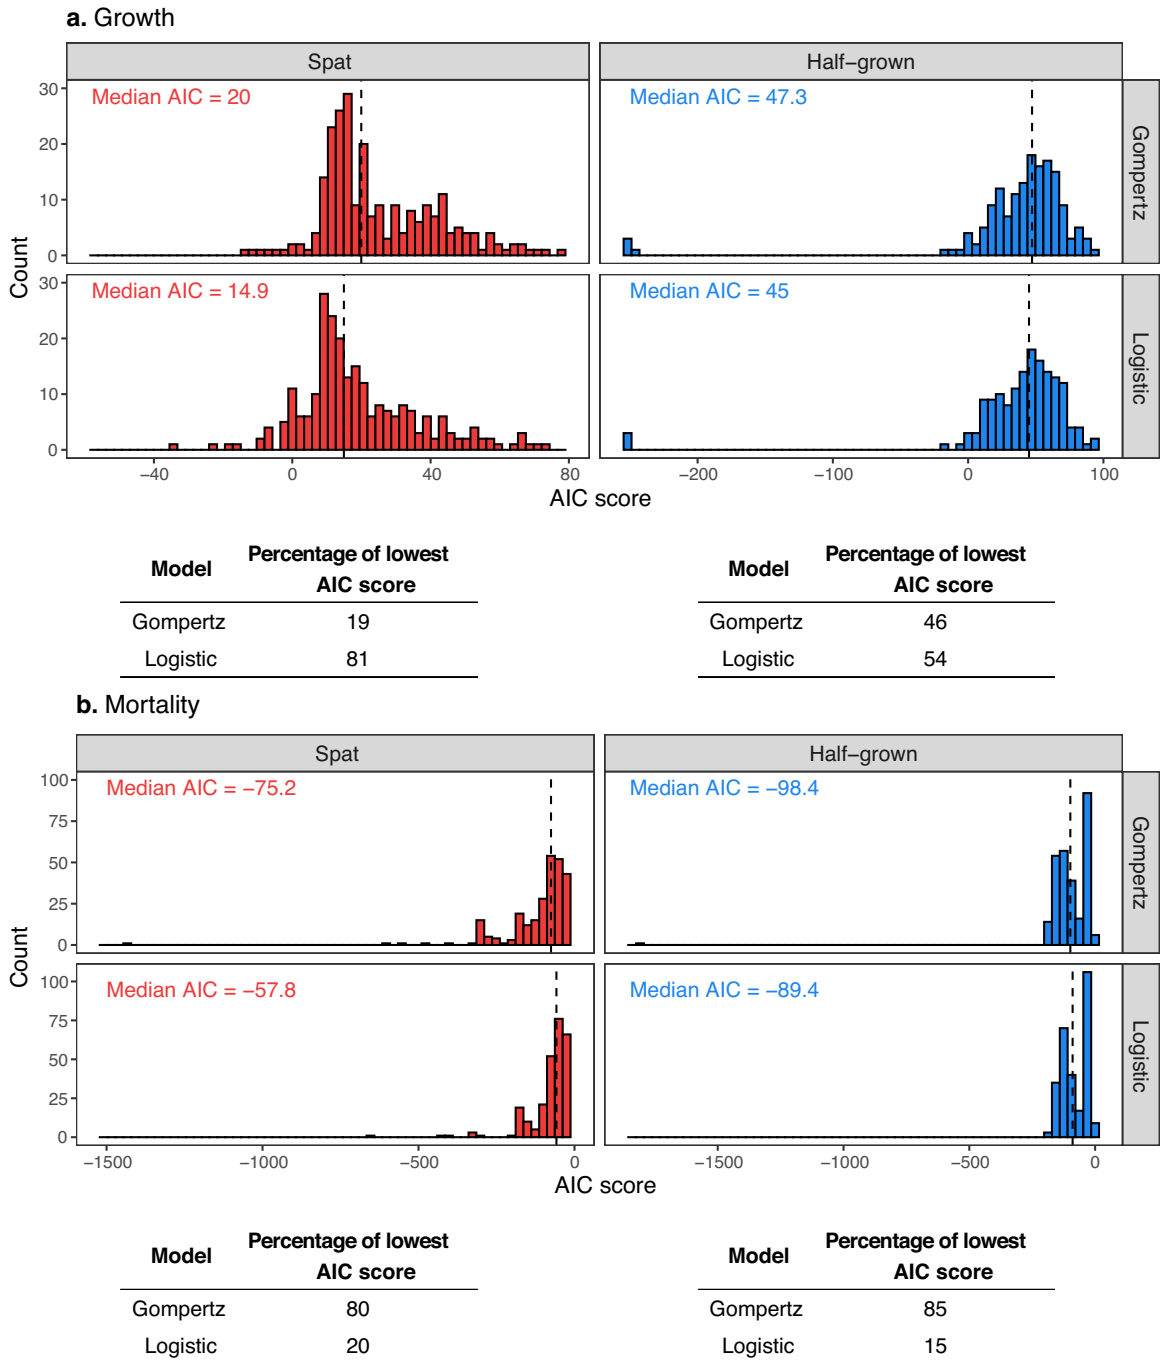 a. Growth
Spat
Half−grown
Median AIC = 20
Median AIC = 47.3
Gompertz
30
20
10
0
Median AIC = 14.9
Median AIC = 45
Logistic
30
20
10
0
Count
−40
0
40
80
−200
−100
0
100
AIC score
Model
Percentage of lowest
AIC score
Gompertz
19
Logistic
81
Model
Percentage of lowest
AIC score
Gompertz
46
Logistic
54
b. Mortality
Spat
Half−grown
Median AIC = −75.2
Median AIC = −98.4
Gompertz
100
75
50
25
0
Median AIC = −57.8
Median AIC = −89.4
Logistic
100
75
50
25
0
Count
−1500
−1000
−500
0
−1500
−1000
−500
0
AIC score
Model
Percentage of lowest
AIC score
Gompertz
80
Logistic
20
Model
Percentage of lowest
AIC score
Gompertz
85
Logistic
15